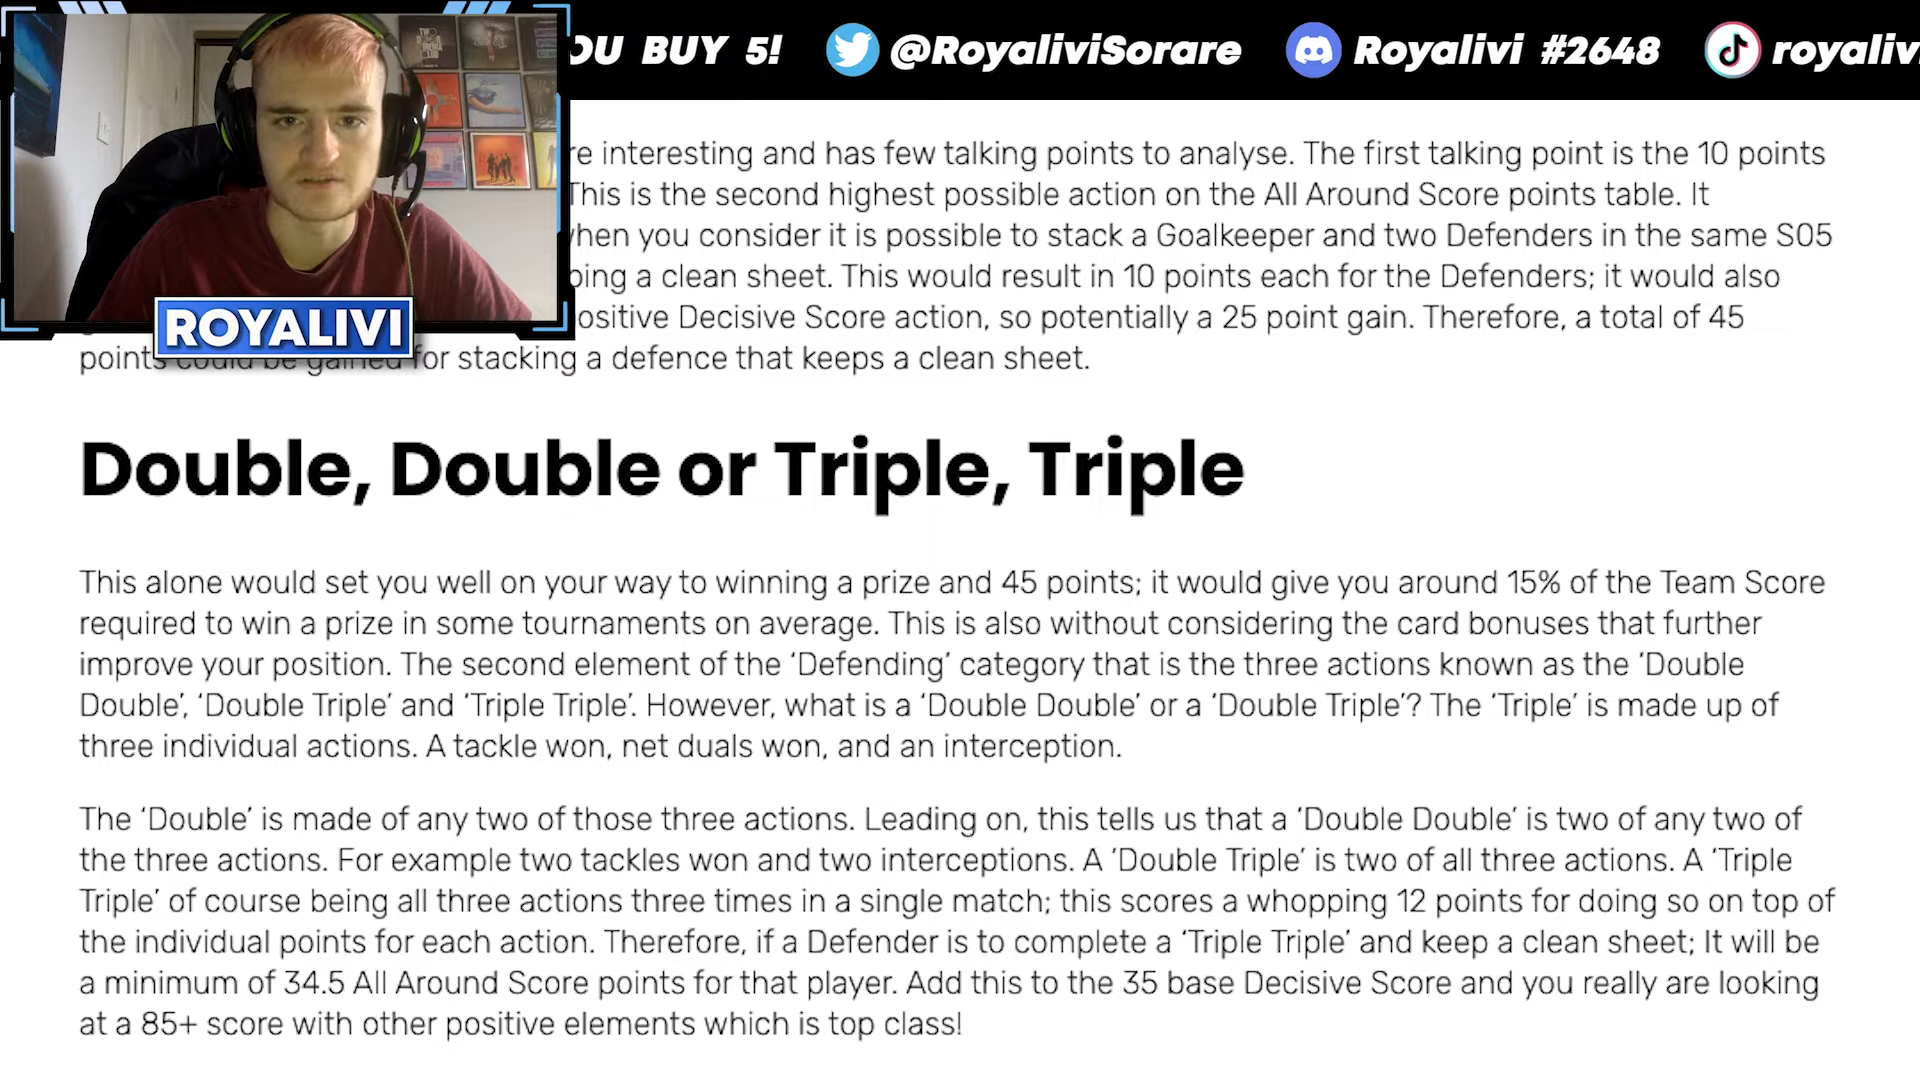 OU BUY 5! @RoyaliviSorare Royalivi #2648 royalivi
re interesting and has few talking points to analyse. The first talking point is the 10 points
This is the second highest possible action on the All Around Score points table. It
when you consider it is possible to stack a Goalkeeper and two Defenders in the same S05
ping a clean sheet. This would result in 10 points each for the Defenders; it would also
ositive Decisive Score action, so potentially a 25 point gain. Therefore, a total of 45
ROYALIVI
points could be gained for stacking a defence that keeps a clean sheet.
Double, Double or Triple, Triple
This alone would set you well on your way to winning a prize and 45 points; it would give you around 15% of the Team Score
required to win a prize in some tournaments on average. This is also without considering the card bonuses that further
improve your position. The second element of the ‘Defending’ category that is the three actions known as the ‘Double
Double’, ‘Double Triple’ and ‘Triple Triple’. However, what is a ‘Double Double’ or a ‘Double Triple’? The ‘Triple’ is made up of
three individual actions. A tackle won, net duals won, and an interception.
The ‘Double’ is made of any two of those three actions. Leading on, this tells us that a ‘Double Double’ is two of any two of
the three actions. For example two tackles won and two interceptions. A ‘Double Triple’ is two of all three actions. A ‘Triple
Triple’ of course being all three actions three times in a single match; this scores a whopping 12 points for doing so on top of
the individual points for each action. Therefore, if a Defender is to complete a ‘Triple Triple’ and keep a clean sheet; It will be
a minimum of 34.5 All Around Score points for that player. Add this to the 35 base Decisive Score and you really are looking
at a 85+ score with other positive elements which is top class!